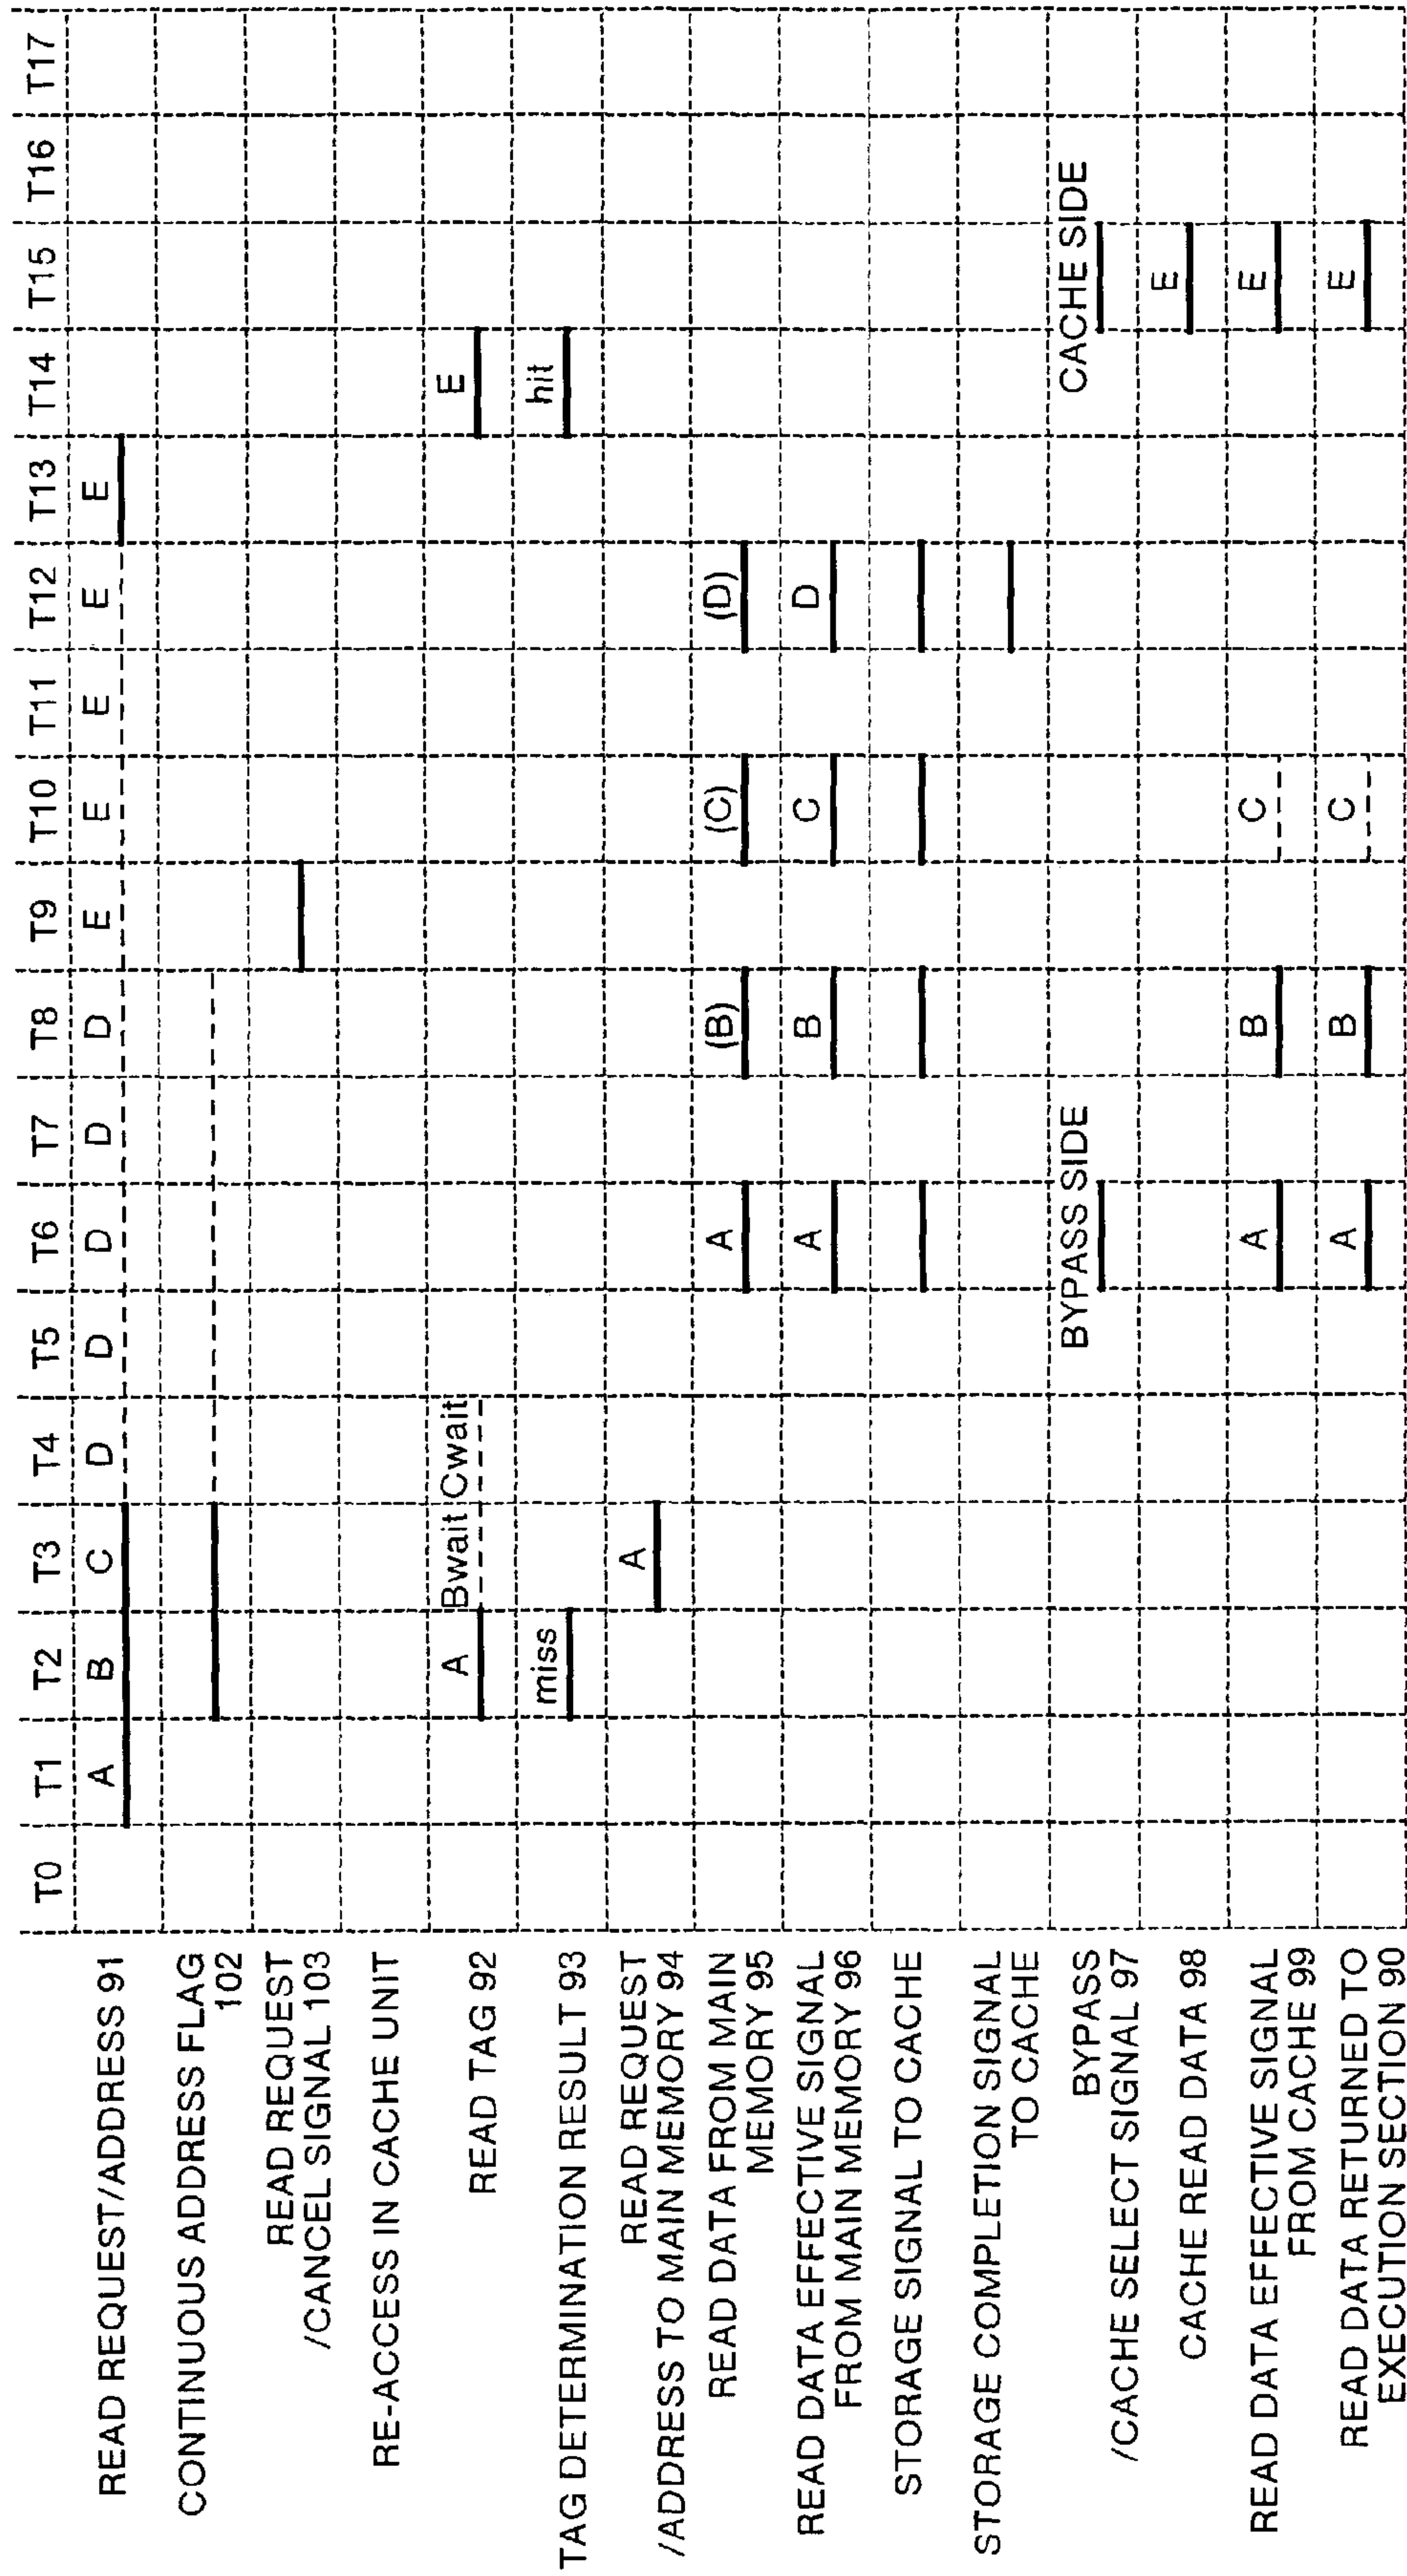 T0 T1 T2 T3 T4 T5 T6 T7 T8 T9 T10 T11 T12 T13 T14 T15 T16 T17
READ REQUEST/ADDRESS 91
A B C D D D D D E E E E E
CONTINUOUS ADDRESS FLAG
102
READ REQUEST
/CANCEL SIGNAL 103
RE-ACCESS IN CACHE UNIT
READ TAG 92
A Bwait Cwait E
TAG DETERMINATION RESULT 93
miss hit
READ REQUEST
/ADDRESS TO MAIN MEMORY 94
A
READ DATA FROM MAIN
MEMORY 95
A (B) (C) (D)
READ DATA EFFECTIVE SIGNAL
FROM MAIN MEMORY 96
A B C D
STORAGE SIGNAL TO CACHE
STORAGE COMPLETION SIGNAL
TO CACHE
BYPASS
/CACHE SELECT SIGNAL 97
BYPASS SIDE CACHE SIDE
CACHE READ DATA 98
E
READ DATA EFFECTIVE SIGNAL
FROM CACHE 99
A B C E
READ DATA RETURNED TO
EXECUTION SECTION 90
A B C E